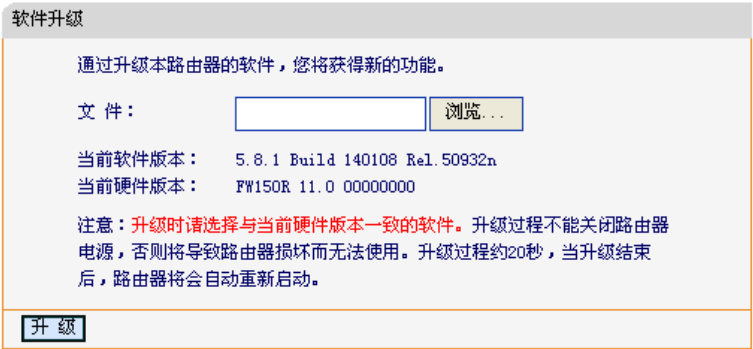 软件升级
通过升级本路由器的软件，您将获得新的功能。
文 件： 浏览...
当前软件版本： 5.8.1 Build 140108 Rel.50932n
当前硬件版本： FW150R 11.0 00000000
注意：升级时请选择与当前硬件版本一致的软件。升级过程不能关闭路由器
电源，否则将导致路由器损坏而无法使用。升级过程约20秒，当升级结束
后，路由器将会自动重新启动。
升 级